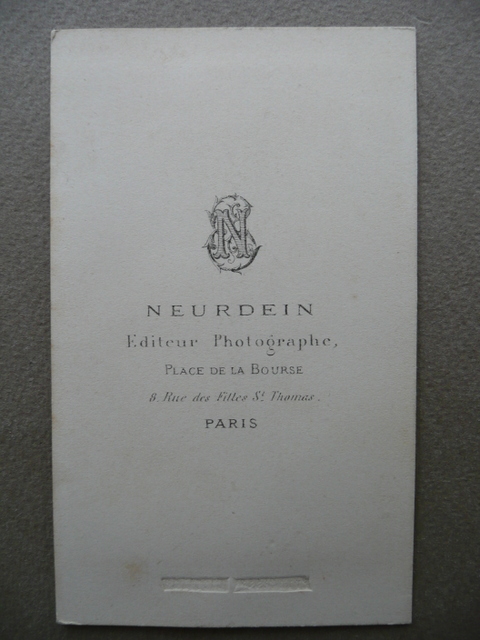 N
NEURDEIN
Editeur Photographe,
PLACE DE LA BOURSE
8, Rue des Filles St. Thomas.
PARIS